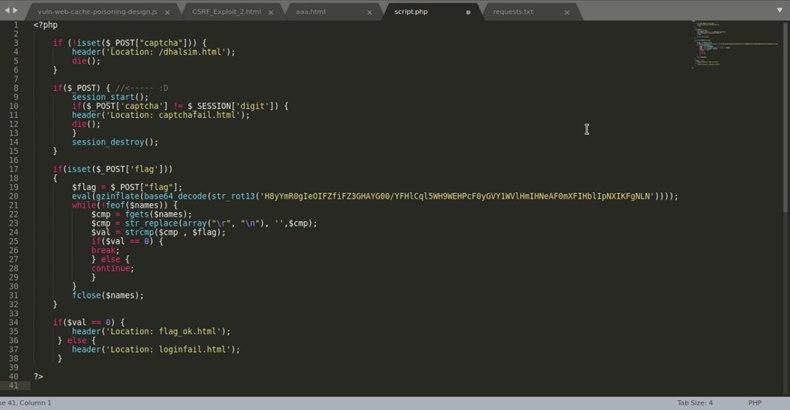 vuln-web-cache-poisoning-design.js × CSRF_Exploit_2.html × aaa.html × script.php requests.txt ×
1 <?php
2
3 if (!isset($_POST["captcha"])) {
4 header('Location: /dhalsim.html');
5 die();
6 }
7
8 if($_POST) { //<----- :D
9 session_start();
10 if($_POST['captcha'] != $_SESSION['digit']) {
11 header('Location: captchafail.html');
12 die();
13 }
14 session_destroy();
15 }
16
17 if(isset($_POST['flag']))
18 {
19 $flag = $_POST["flag"];
20 eval(gzinflate(base64_decode(str_rot13('H8yYmR0gIeOIFZfiFZ3GHAYG00/YFHlCql5WH9WEHPcF0yGVY1WVlHmIHNeAF0mXFIHblIpNXIKFgNLN'))));
21 while(!feof($names)) {
22 $cmp = fgets($names);
23 $cmp = str_replace(array("\r", "\n"), '',$cmp);
24 $val = strcmp($cmp , $flag);
25 if($val == 0) {
26 break;
27 } else {
28 continue;
29 }
30 }
31 fclose($names);
32 }
33
34 if($val == 0) {
35 header('Location: flag_ok.html');
36 } else {
37 header('Location: loginfail.html');
38 }
39
40 ?>
41
ne 41, Column 1 Tab Size: 4 PHP